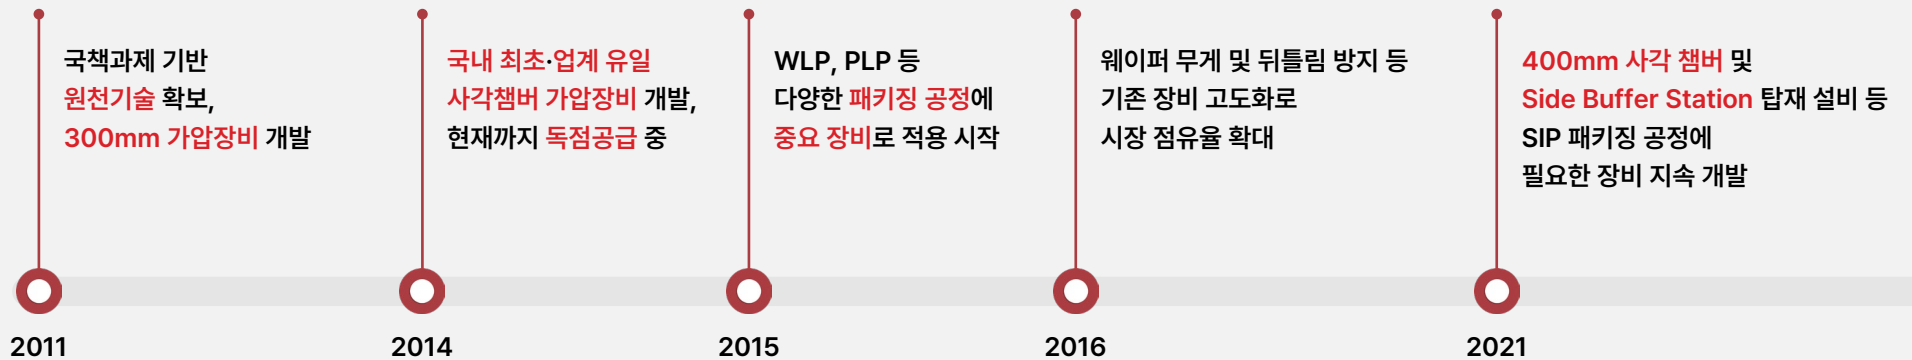 국책과제 기반
원천기술 확보,
300mm 가압장비 개발
국내 최초·업계 유일
사각챔버 가압장비 개발,
현재까지 독점공급 중
WLP, PLP 등
다양한 패키징 공정에
중요 장비로 적용 시작
웨이퍼 무게 및 뒤틀림 방지 등
기존 장비 고도화로
시장 점유율 확대
400mm 사각 챔버 및
Side Buffer Station 탑재 설비 등
SIP 패키징 공정에
필요한 장비 지속 개발
2011
2014
2015
2016
2021